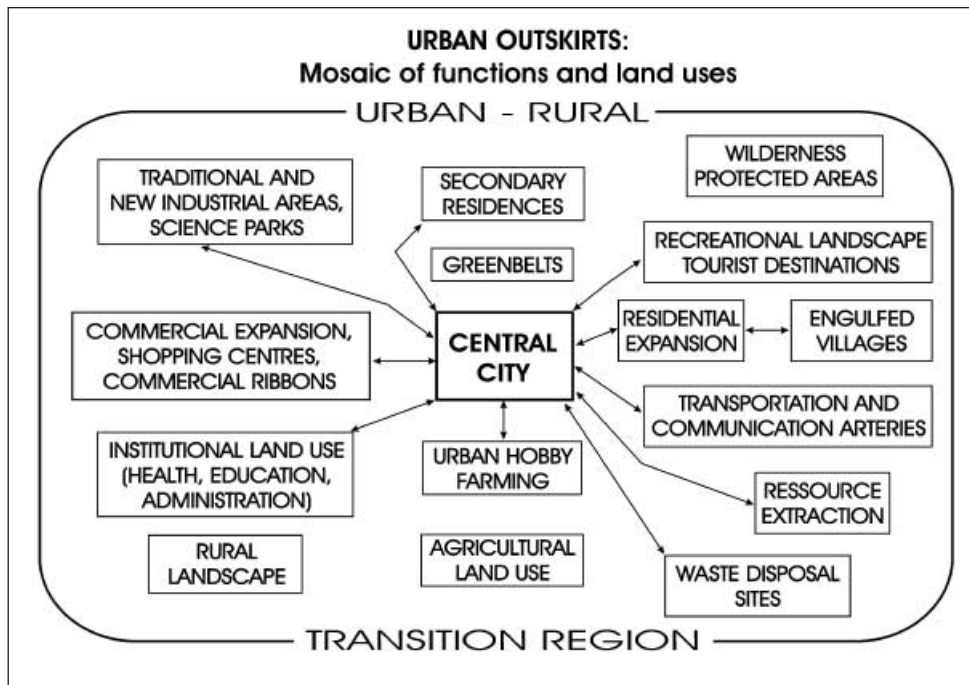 URBAN OUTSKIRTS:
Mosaic of functions and land uses
URBAN - RURAL
TRADITIONAL AND
NEW INDUSTRIAL AREAS,
SCIENCE PARKS
SECONDARY
RESIDENCES
WILDERNESS
PROTECTED AREAS
GREENBELTS
RECREATIONAL LANDSCAPE
TOURIST DESTINATIONS
COMMERCIAL EXPANSION,
SHOPPING CENTRES,
COMMERCIAL RIBBONS
CENTRAL
CITY
RESIDENTIAL
EXPANSION
ENGULFED
VILLAGES
TRANSPORTATION AND
COMMUNICATION ARTERIES
INSTITUTIONAL LAND USE
(HEALTH, EDUCATION,
ADMINISTRATION)
URBAN HOBBY
FARMING
RESSOURCE
EXTRACTION
RURAL
LANDSCAPE
AGRICULTURAL
LAND USE
WASTE DISPOSAL
SITES
TRANSITION REGION